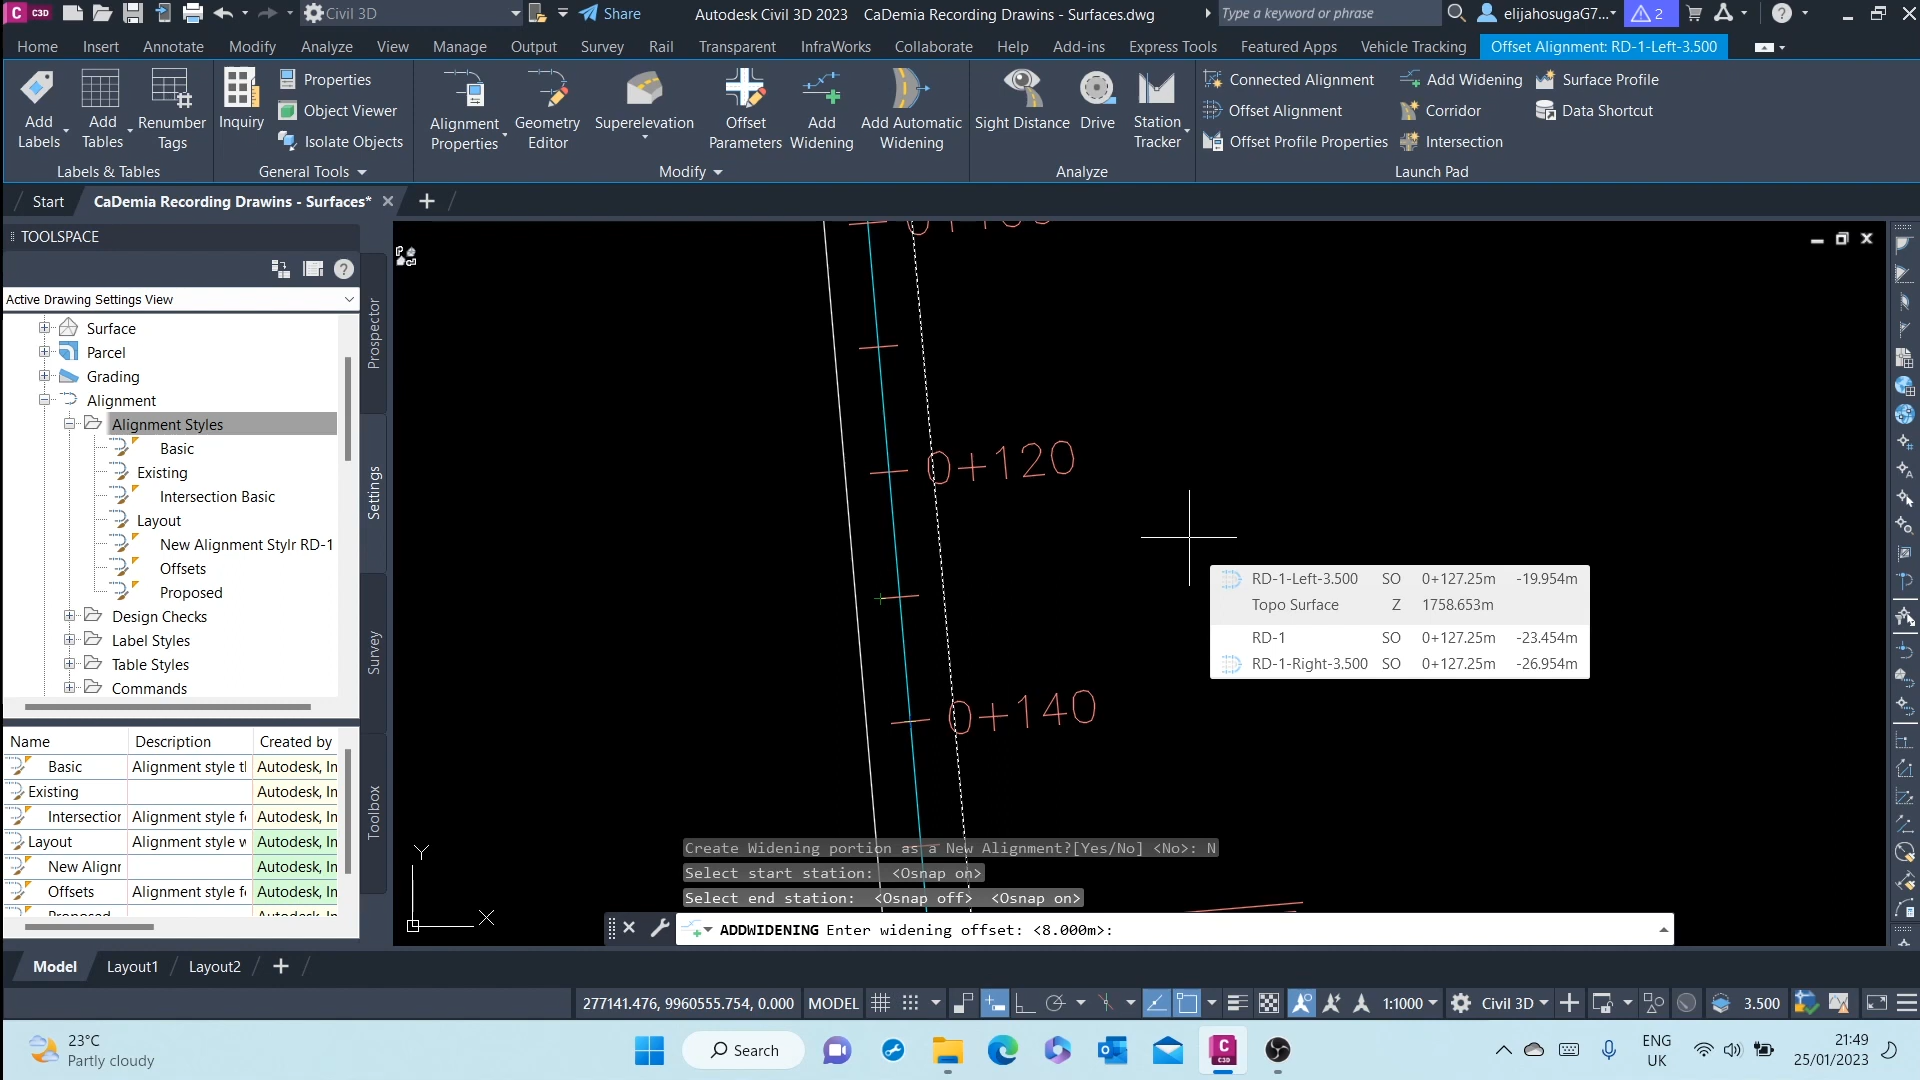 C C3D Civil 3D Share Autodesk Civil 3D 2023 CaDemia Recording Drawins - Surfaces.dwg Type a keyword or phrase elijahosugaG7... 2
Home Insert Annotate Modify Analyze View Manage Output Survey Rail Transparent InfraWorks Collaborate Help Add-ins Express Tools Featured Apps Vehicle Tracking Offset Alignment: RD-1-Left-3.500
Add Labels
Add Tables
Renumber Tags
Labels & Tables
Inquiry
Properties
Object Viewer
Isolate Objects
General Tools
Alignment Properties
Geometry Editor
Superelevation
Offset Parameters
Add Widening
Add Automatic Widening
Modify
Sight Distance
Drive
Station Tracker
Analyze
Connected Alignment Add Widening Surface Profile
Offset Alignment Corridor Data Shortcut
Offset Profile Properties Intersection
Launch Pad
Start CaDemia Recording Drawins - Surfaces*
TOOLSPACE
Active Drawing Settings View
Surface
Parcel
Grading
Alignment
Alignment Styles
Basic
Existing
Intersection Basic
Layout
New Alignment Stylr RD-1
Offsets
Proposed
Design Checks
Label Styles
Table Styles
Commands
Prospector
Settings
Survey
Toolbox
Name Description Created by
Basic Alignment style tl Autodesk, In
Existing Autodesk, In
Intersection Alignment style fo Autodesk, In
Layout Alignment style w Autodesk, In
New Alignr Autodesk, In
Offsets Alignment style fo Autodesk, In
0+120
0+140
RD-1-Left-3.500 SO 0+127.25m -19.954m
Topo Surface Z 1758.653m
RD-1 SO 0+127.25m -23.454m
RD-1-Right-3.500 SO 0+127.25m -26.954m
Y
X
Create Widening portion as a New Alignment?[Yes/No] <No>: N
Select start station: <Osnap on>
Select end station: <Osnap off> <Osnap on>
ADDWIDENING Enter widening offset: <8.000m>:
Model Layout1 Layout2
277141.476, 9960555.754, 0.000 MODEL 1:1000 Civil 3D 3.500
23°C
Partly cloudy
Search
ENG
UK
21:49
25/01/2023